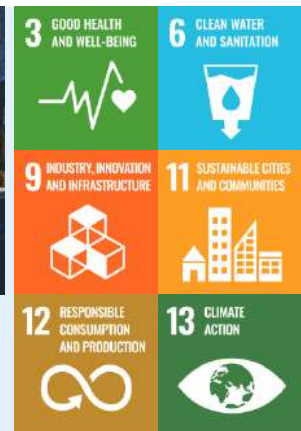 3 GOOD HEALTH
AND WELL-BEING
6 CLEAN WATER
AND SANITATION
9 INDUSTRY, INNOVATION
AND INFRASTRUCTURE
11 SUSTAINABLE CITIES
AND COMMUNITIES
12 RESPONSIBLE
CONSUMPTION
AND PRODUCTION
13 CLIMATE
ACTION